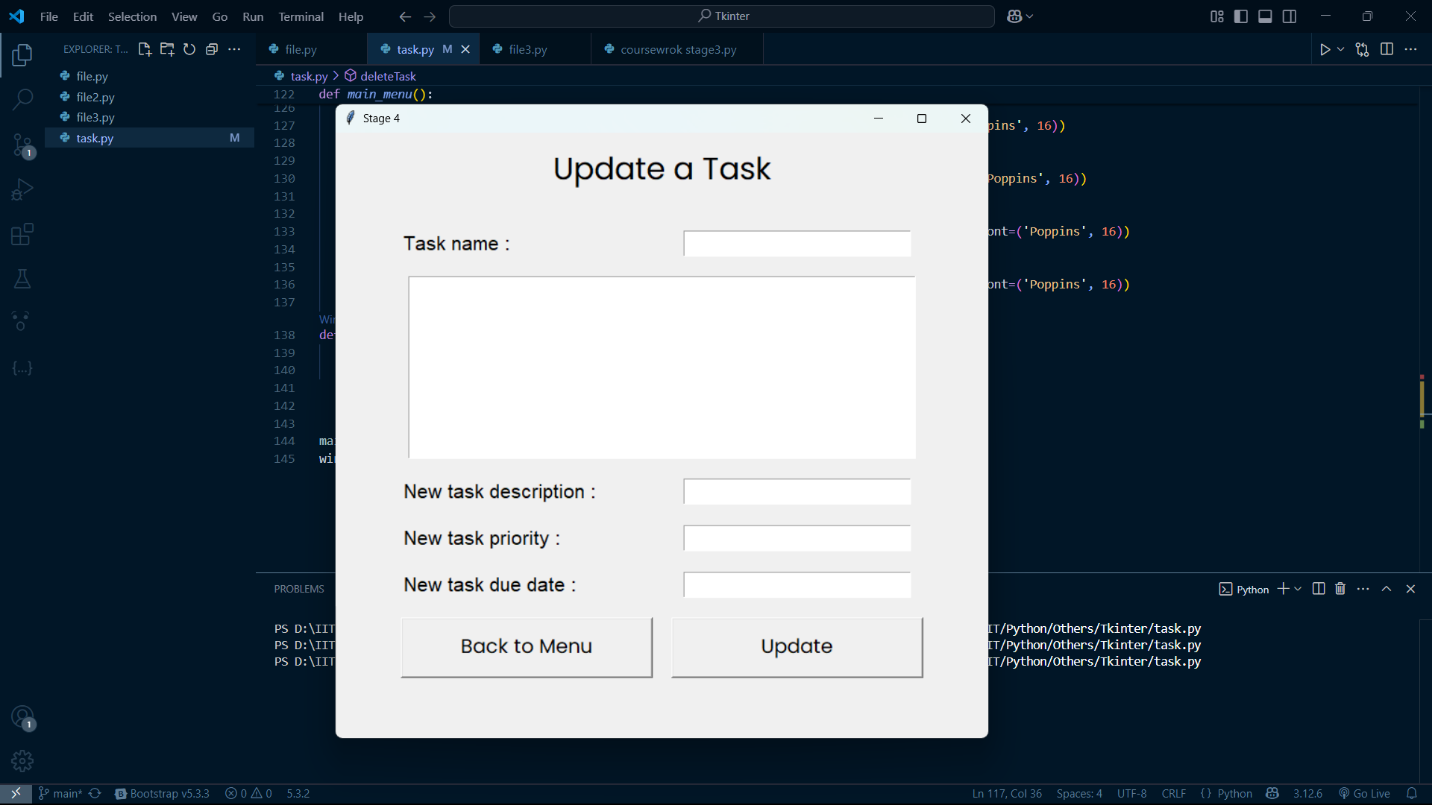 File Edit Selection View Go Run Terminal Help
Tkinter
EXPLORER: T...
file.py
file2.py
file3.py
task.py M
1
1
file.py task.py M file3.py coursewrok stage3.py
task.py > deleteTask
122 def main_menu():
126
127 pins', 16))
128
129
130 Poppins', 16))
131
132
133 ont=('Poppins', 16))
134
135
136 ont=('Poppins', 16))
137
Win
138 de
139
140
141
142
143
144 mai
145 wi
Stage 4
Update a Task
Task name :
New task description :
New task priority :
New task due date :
Back to Menu Update
PROBLEMS
Python
PS D:\IIT IT/Python/Others/Tkinter/task.py
PS D:\IIT IT/Python/Others/Tkinter/task.py
PS D:\IIT IT/Python/Others/Tkinter/task.py
main* Bootstrap v5.3.3 0 0 5.3.2 Ln 117, Col 36 Spaces: 4 UTF-8 CRLF {} Python 3.12.6 Go Live